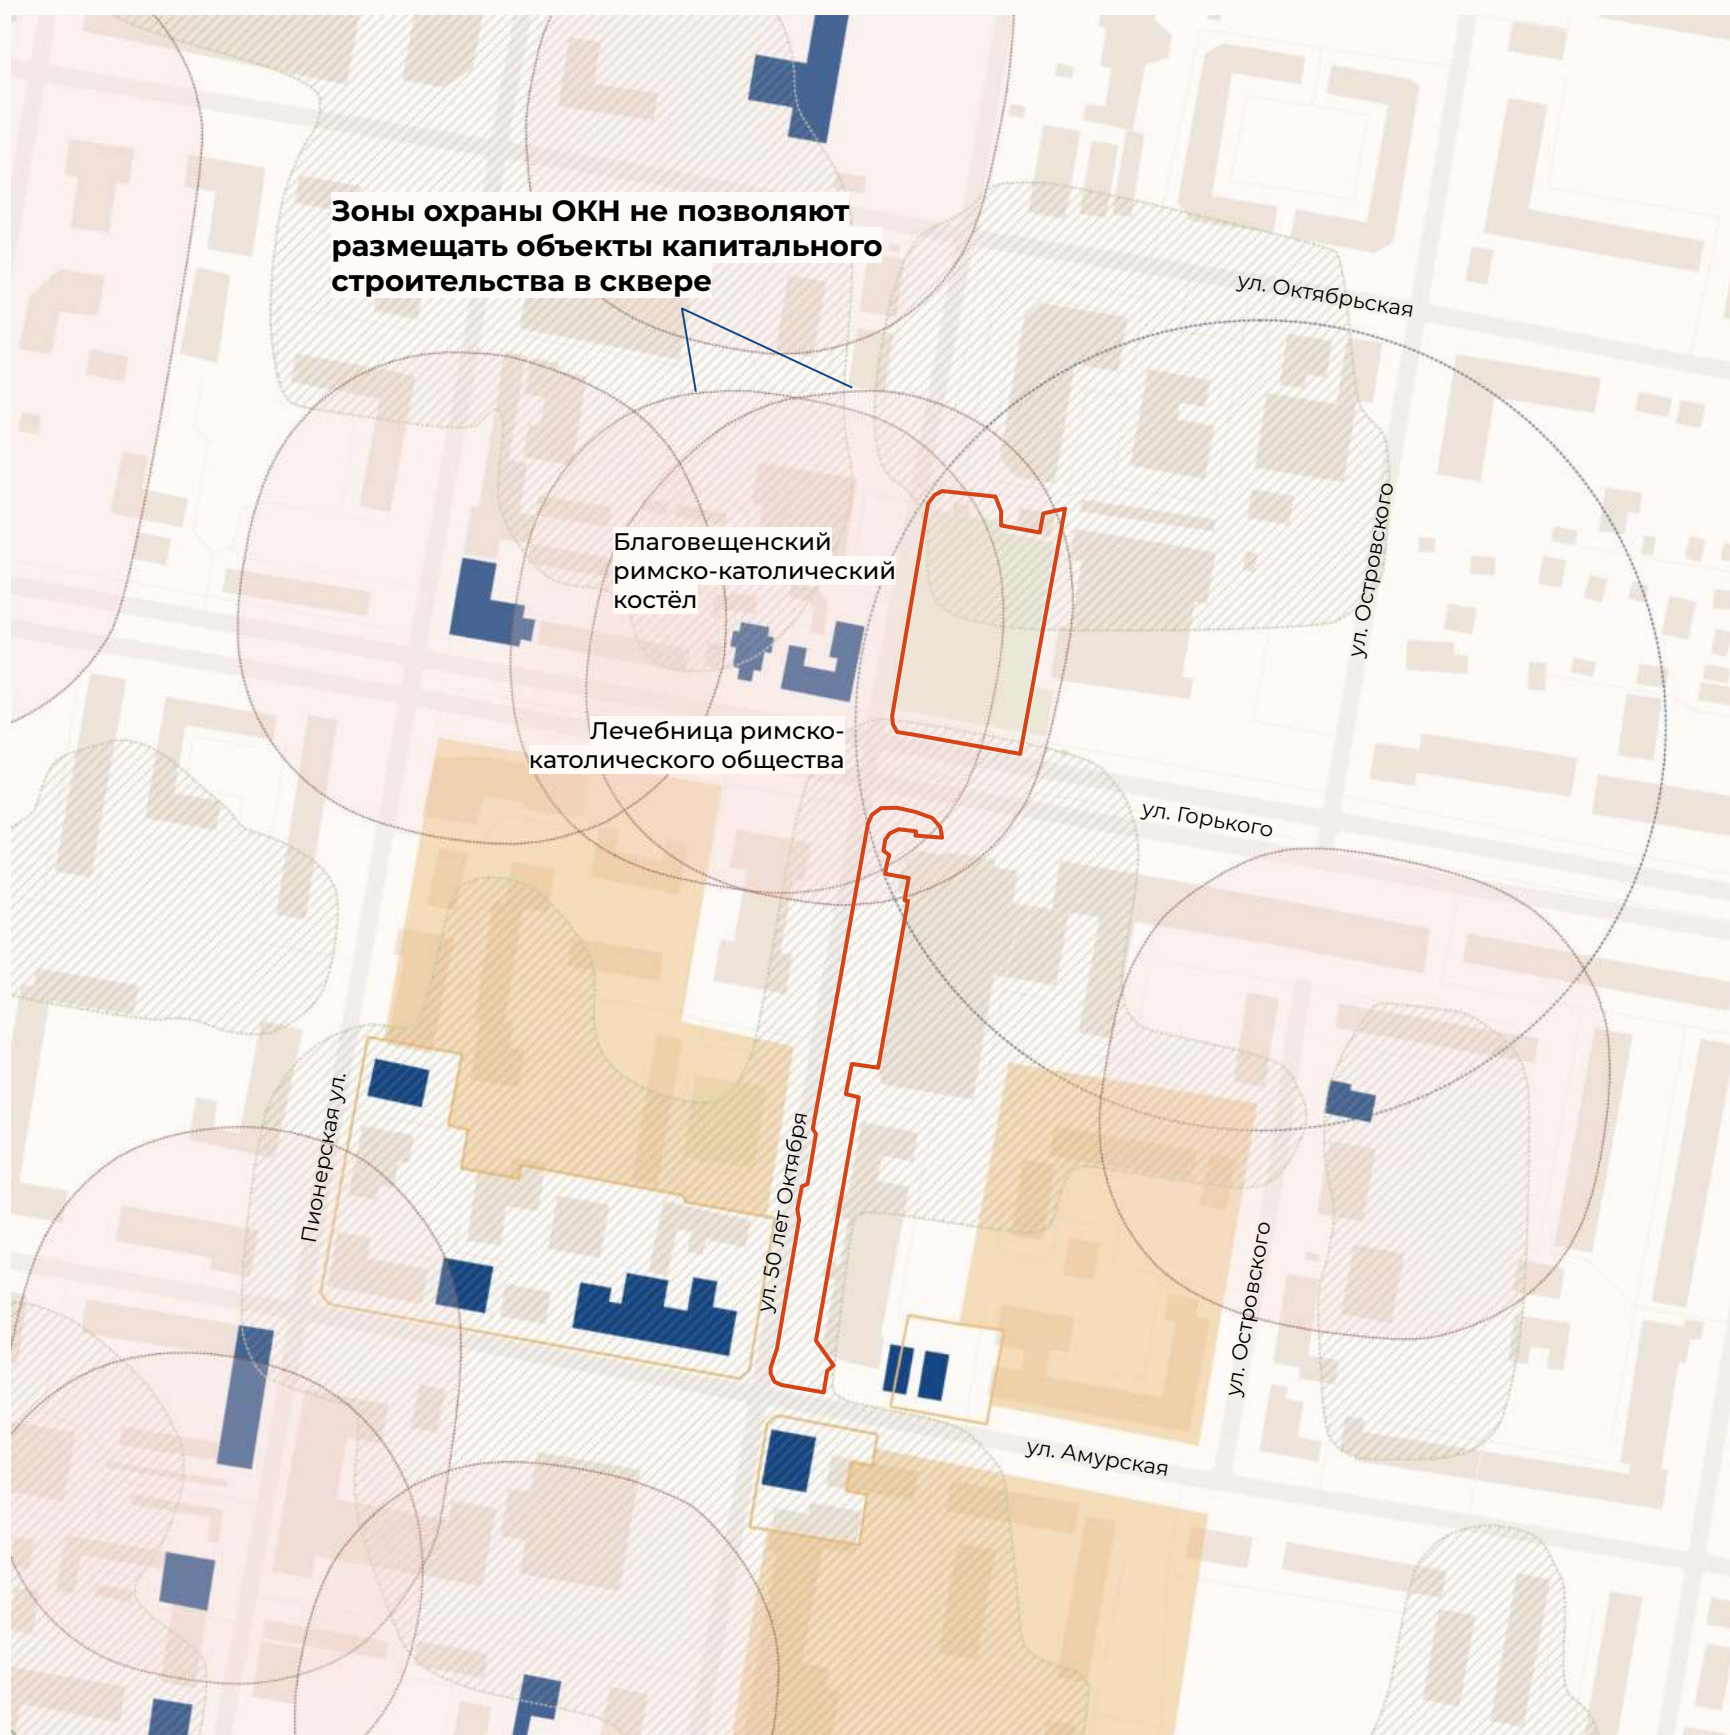 Зоны охраны ОКН не позволяют
размещать объекты капитального
строительства в сквере
ул. Октябрьская
ул. Островского
Благовещенский
римско-католический
костёл
Лечебница римско-
католического общества
ул. Горького
Пионерская ул.
ул. 50 лет Октября
ул. Островского
ул. Амурская